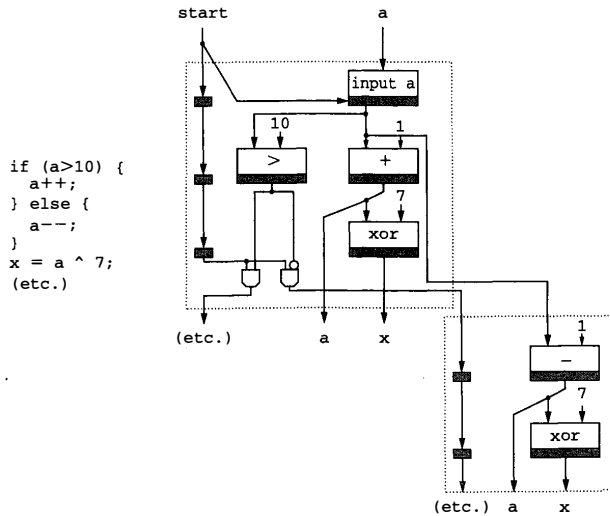 start
a
input a
10
1
>
+
7
xor
if (a>10) {
a++;
} else {
a--;
}
x = a ^ 7;
(etc.)
(etc.)
a
x
1
-
7
xor
(etc.)
a
x